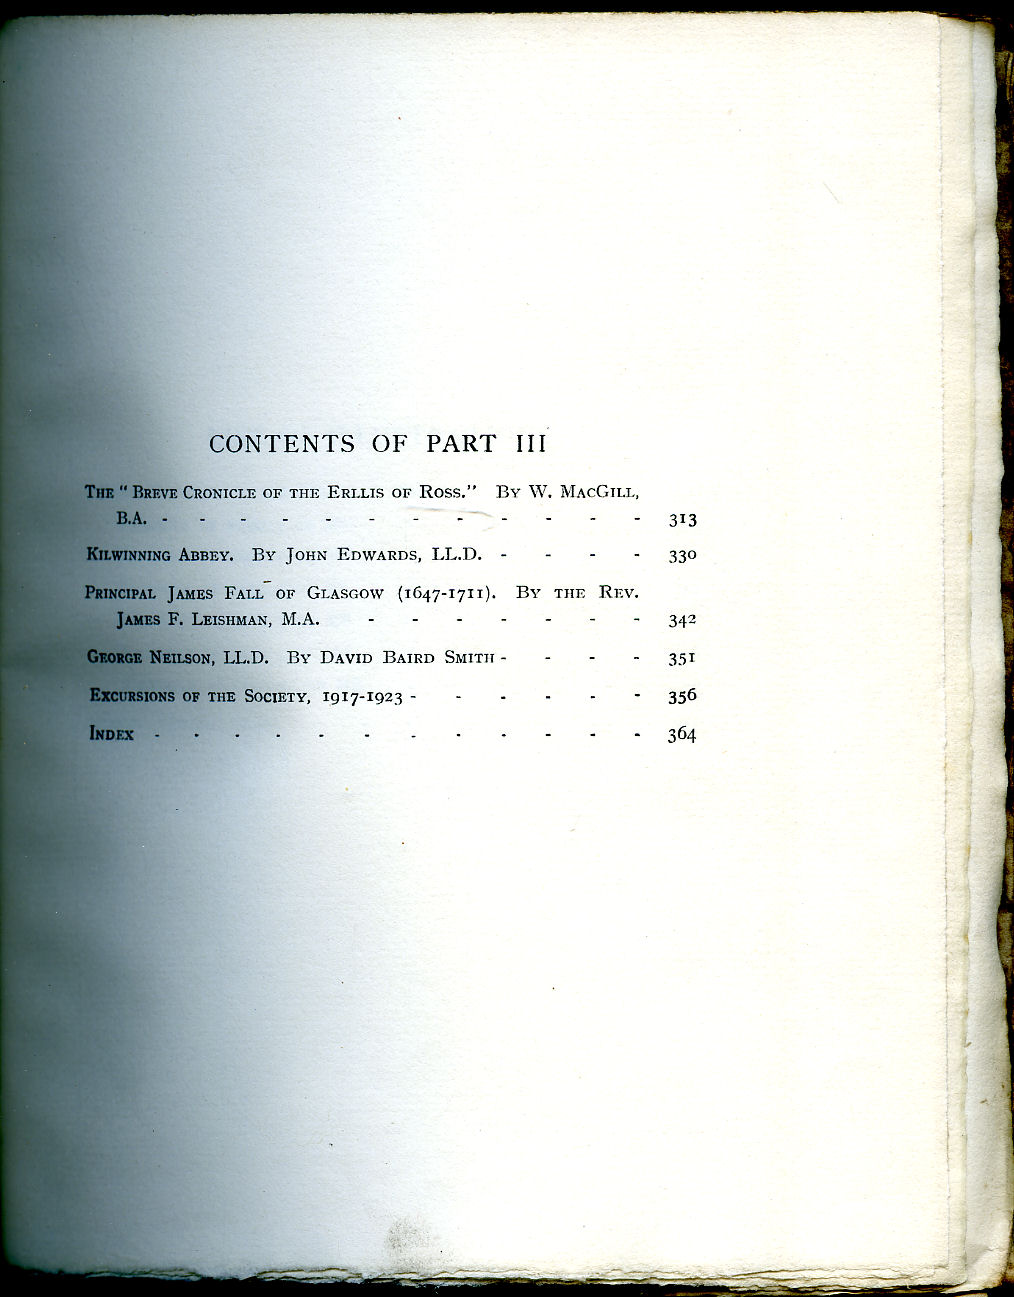 CONTENTS OF PART III
The "Breve Cronicle of the Erllis of Ross." By W. MacGill,
B.A. - - - - - - - - - - - - 313
Kilwinning Abbey. By John Edwards, LL.D. - - - - 330
Principal James Fall of Glasgow (1647-1711). By the Rev.
James F. Leishman, M.A. - - - - - - - 342
George Neilson, LL.D. By David Baird Smith - - - - 351
Excursions of the Society, 1917-1923 - - - - - - 356
Index - - - - - - - - - - - - 364